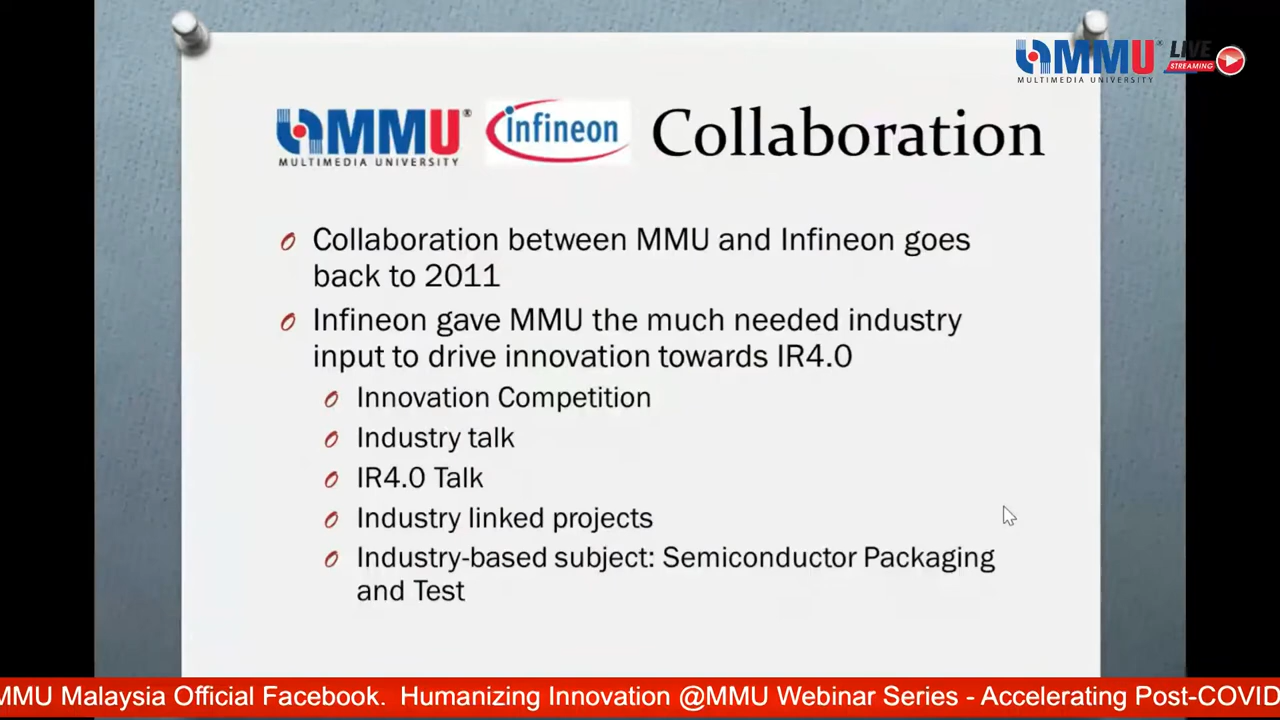 MMU
MULTIMEDIA UNIVERSITY
LIVE
STREAMING
MMU®
MULTIMEDIA UNIVERSITY
infineon
Collaboration
Collaboration between MMU and Infineon goes
back to 2011
Infineon gave MMU the much needed industry
input to drive innovation towards IR4.0
Innovation Competition
Industry talk
IR4.0 Talk
Industry linked projects
Industry-based subject: Semiconductor Packaging
and Test
MMU Malaysia Official Facebook. Humanizing Innovation @MMU Webinar Series - Accelerating Post-COVID